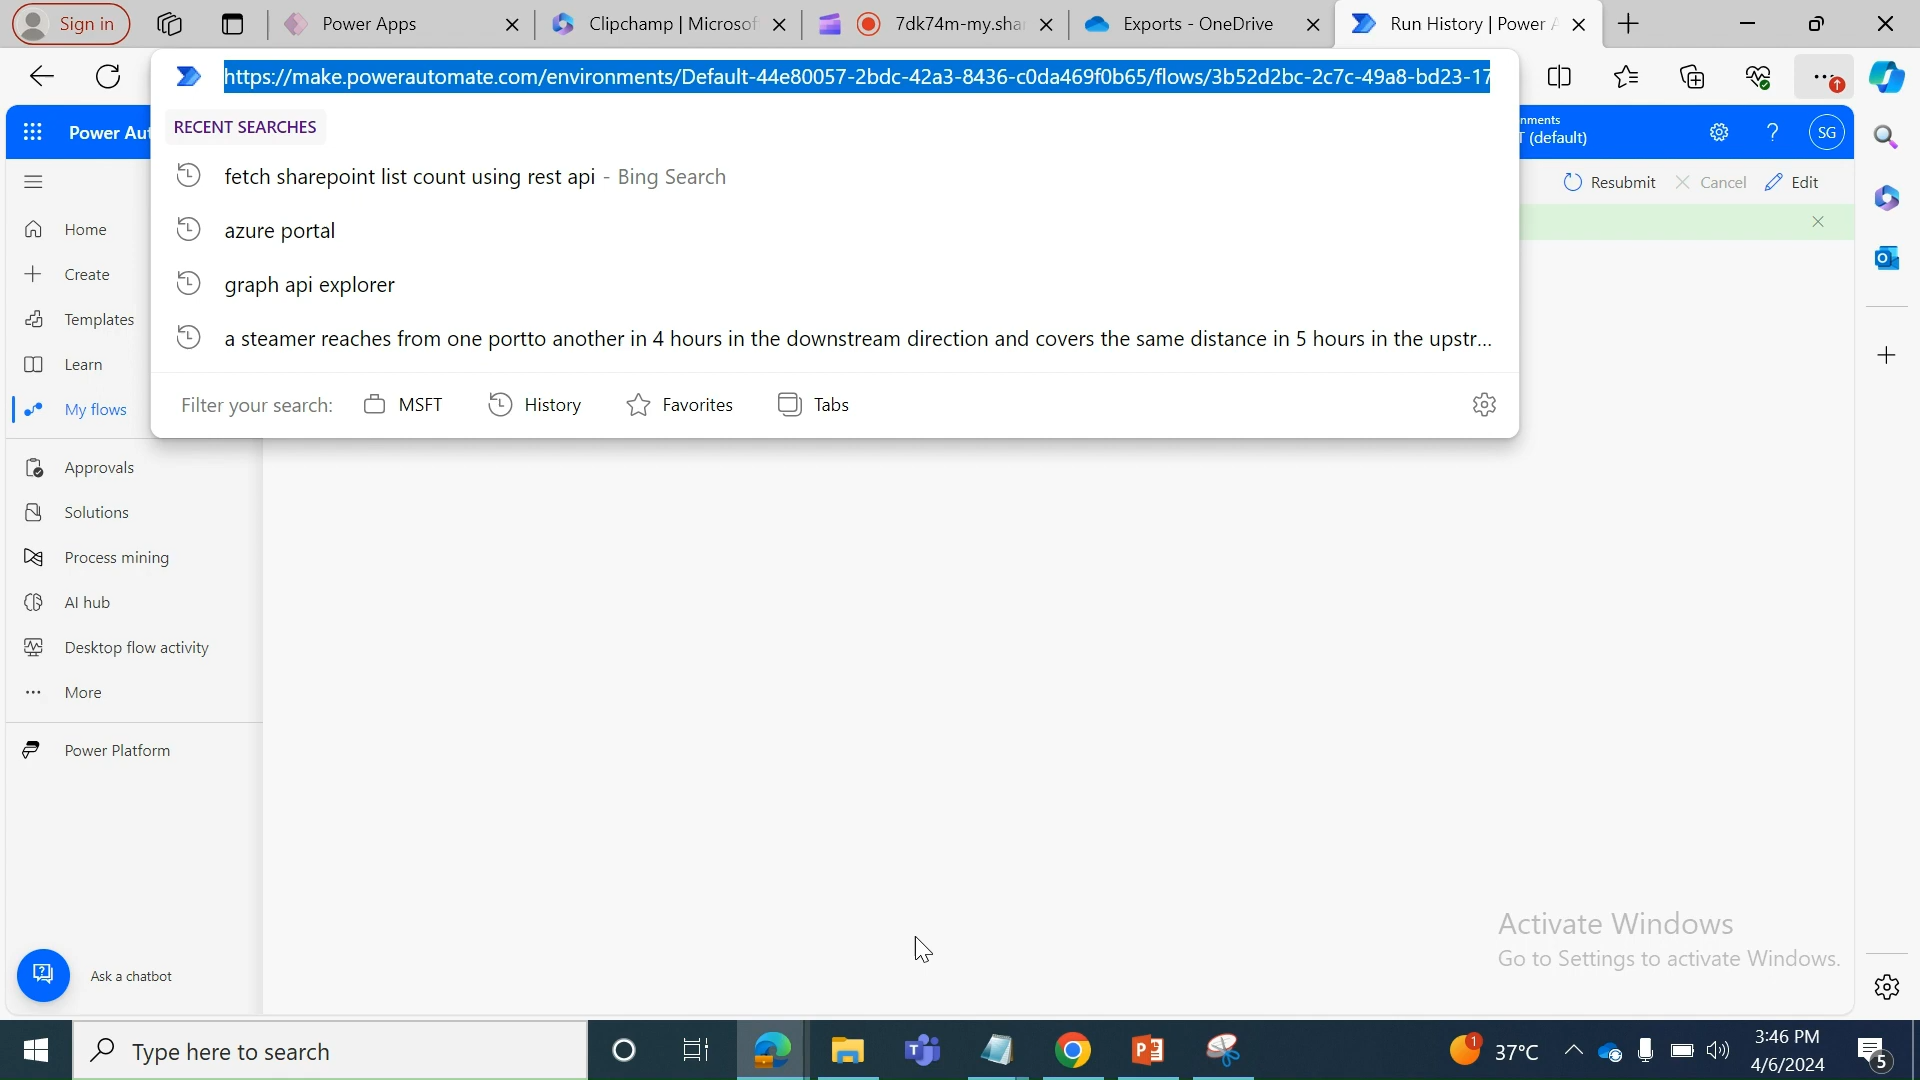 Sign in
Power Apps
Clipchamp | Microsof
7dk74m-my.sha
Exports - OneDrive
Run History | Power A
https://make.powerautomate.com/environments/Default-44e80057-2bdc-42a3-8436-c0da469f0b65/flows/3b52d2bc-2c7c-49a8-bd23-17
RECENT SEARCHES
fetch sharepoint list count using rest api - Bing Search
azure portal
graph api explorer
a steamer reaches from one portto another in 4 hours in the downstream direction and covers the same distance in 5 hours in the upstr...
Filter your search:
MSFT
History
Favorites
Tabs
Power Aut
nments
T (default)
?
SG
Resubmit
Cancel
Edit
Home
Create
Templates
Learn
My flows
Approvals
Solutions
Process mining
AI hub
Desktop flow activity
More
Power Platform
Ask a chatbot
Activate Windows
Go to Settings to activate Windows.
Type here to search
1
37°C
3:46 PM
4/6/2024
5